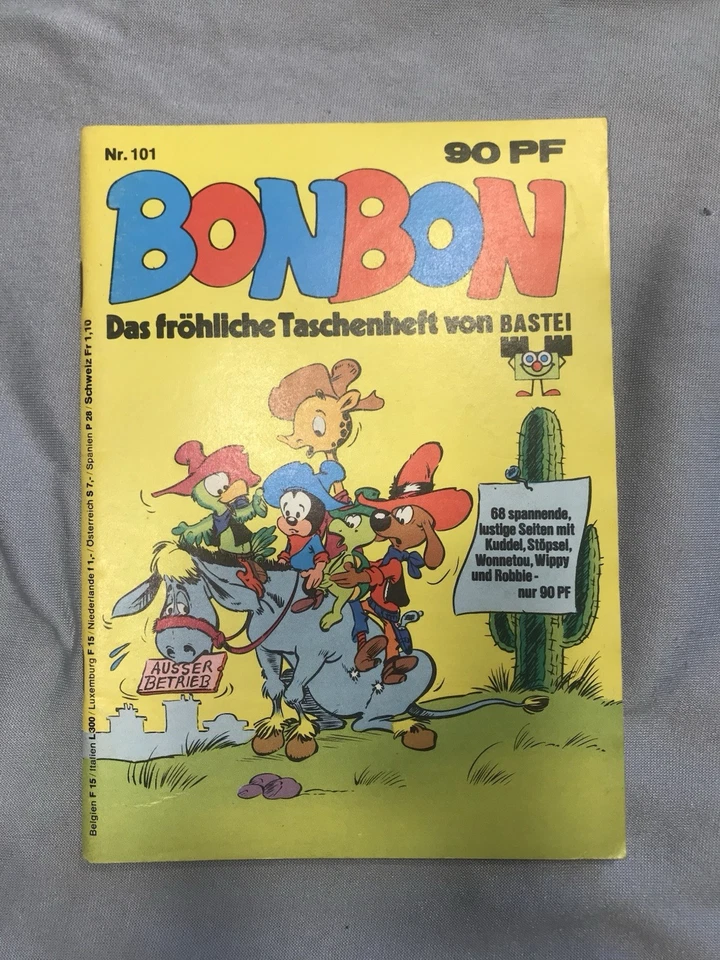 Nr. 101
90 PF
BONBON
Das fröhliche Taschenheft von BASTEI
68 spannende,
lustige Seiten mit
Kuddel, Stöpsel,
Wonnetou, Wippy
und Robbie -
nur 90 PF
AUSSER
BETRIEB
Belgien F 15 / Italien L 300 / Luxemburg F 15 / Niederlande f 1,- / Österreich S 7,- / Spanien P 28 / Schweiz Fr 1,10